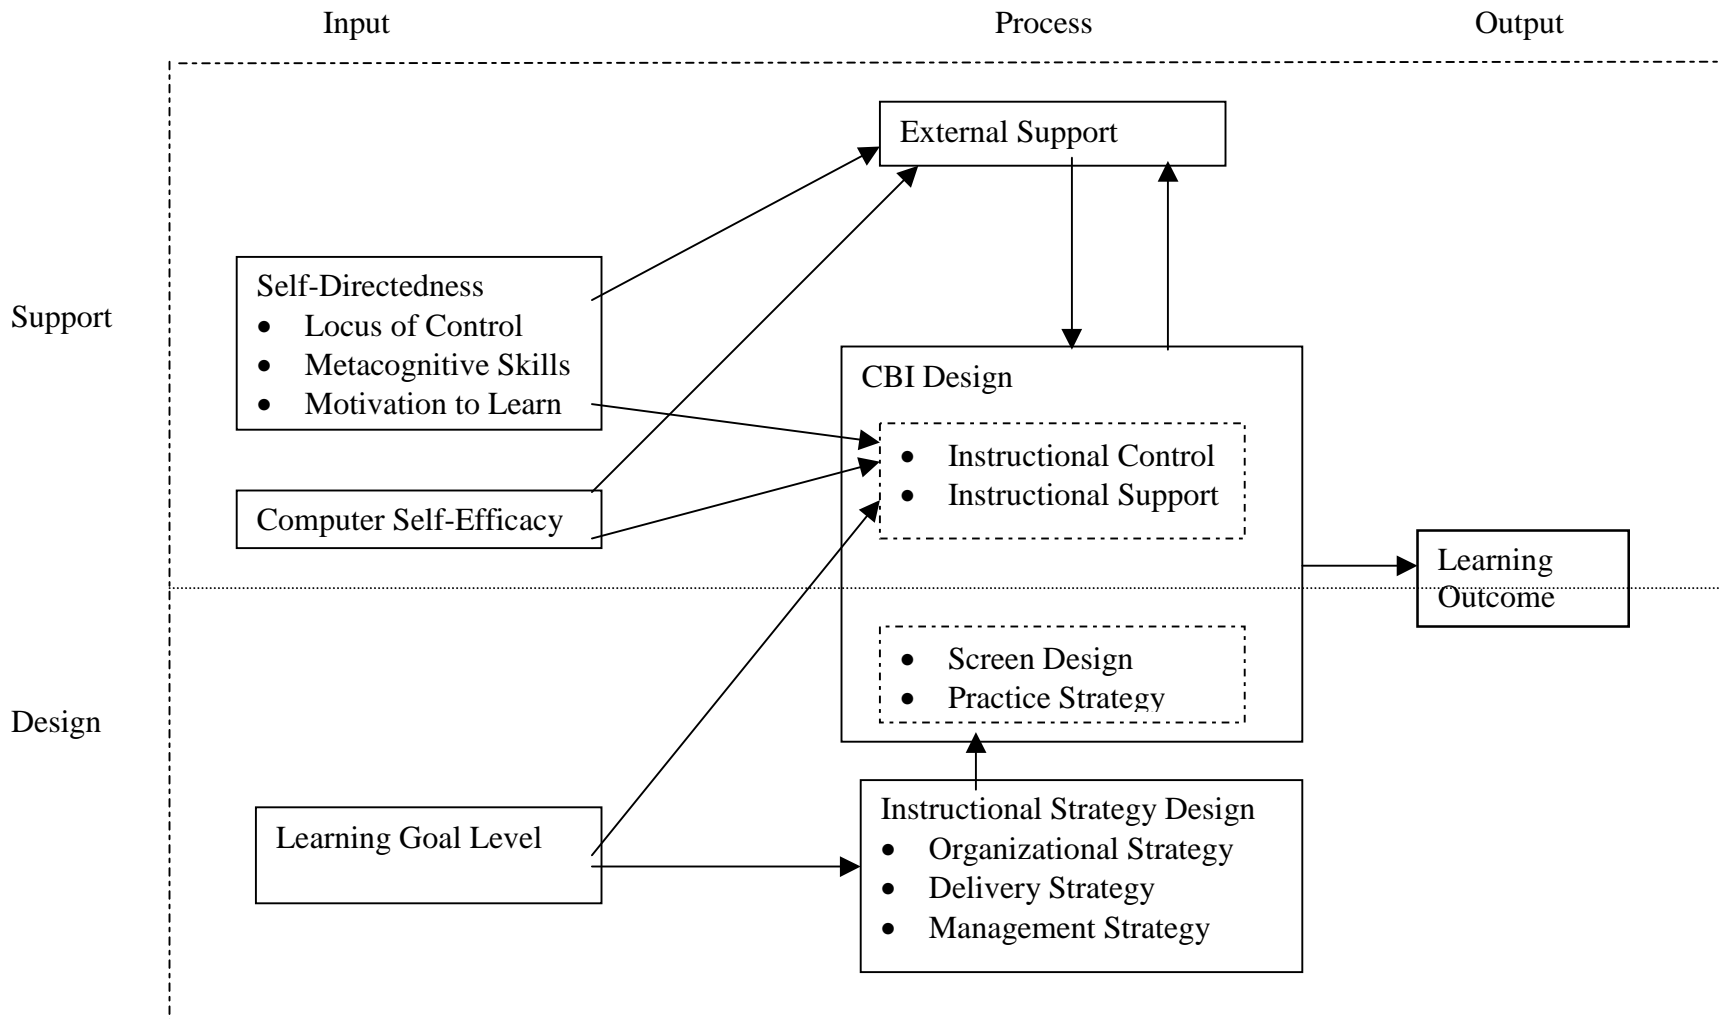 Input
Process
Output
External Support
Support
Self-Directedness
• Locus of Control
• Metacognitive Skills
• Motivation to Learn
Computer Self-Efficacy
CBI Design
• Instructional Control
• Instructional Support
Learning
Outcome
Design
• Screen Design
• Practice Strategy
Learning Goal Level
Instructional Strategy Design
• Organizational Strategy
• Delivery Strategy
• Management Strategy